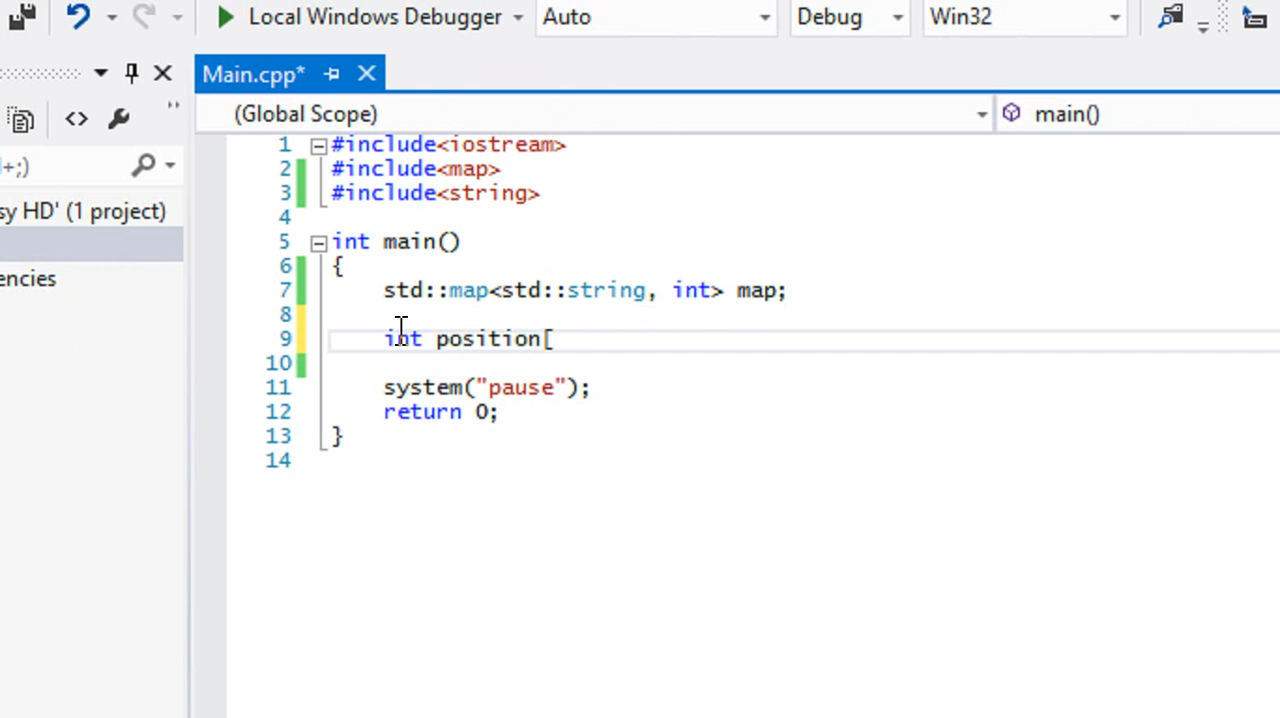 Local Windows Debugger Auto Debug Win32
Main.cpp*
(Global Scope) main()
+;)
sy HD' (1 project)
encies
1 #include<iostream>
2 #include<map>
3 #include<string>
4
5 int main()
6 {
7 std::map<std::string, int> map;
8
9 int position[
10
11 system("pause");
12 return 0;
13 }
14